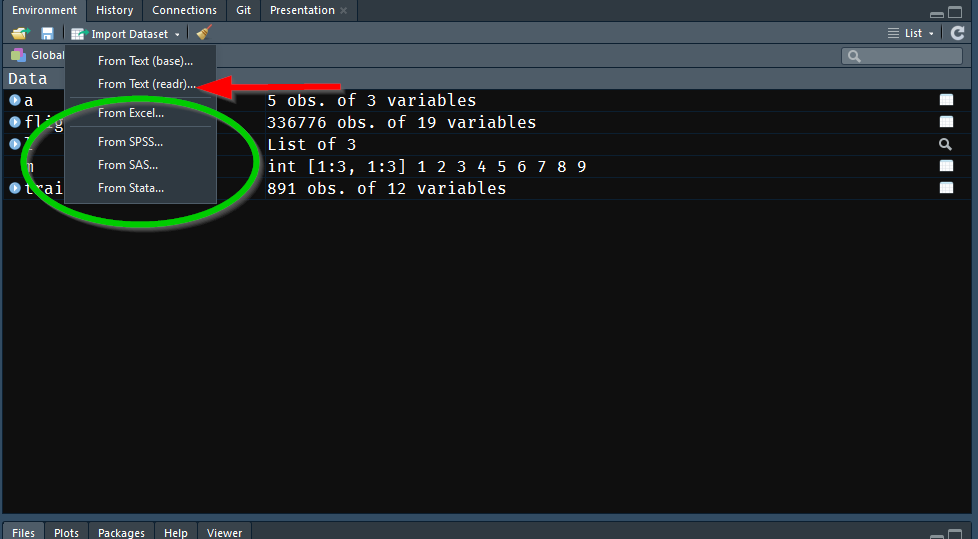 Environment History Connections Git Presentation
Import Dataset List
Global
From Text (base)...
Data
From Text (readr)...
a 5 obs. of 3 variables
From Excel...
flig 336776 obs. of 19 variables
From SPSS...
List of 3
From SAS...
m int [1:3, 1:3] 1 2 3 4 5 6 7 8 9
From Stata...
trai 891 obs. of 12 variables
Files Plots Packages Help Viewer